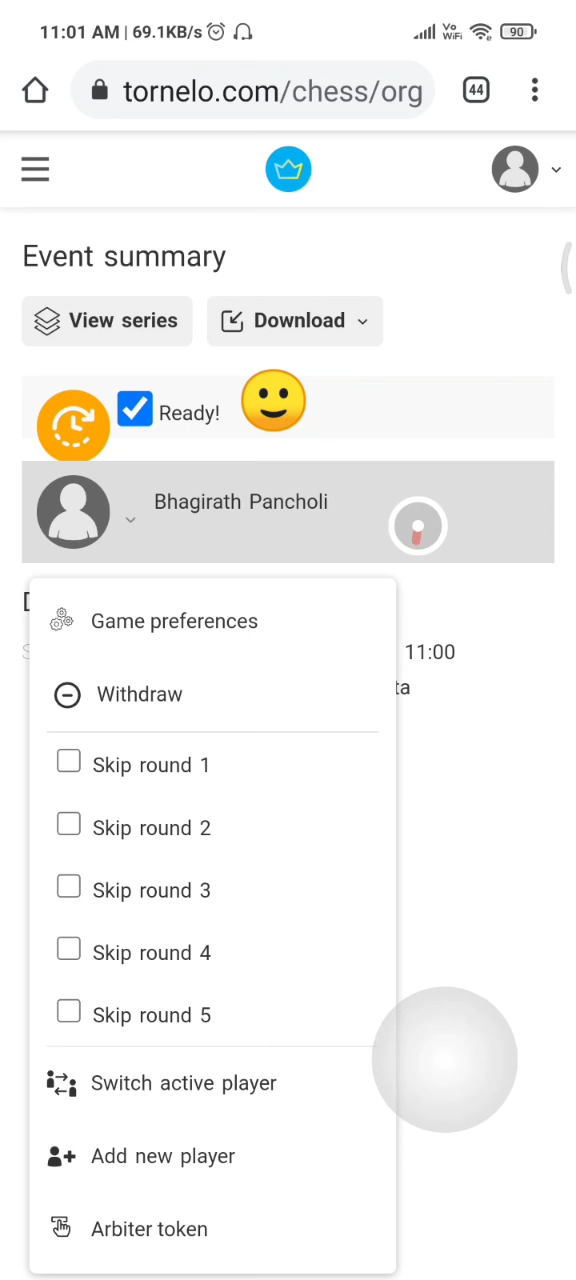 11:01 AM | 69.1KB/s
Vo WiFi
90
tornelo.com/chess/org
44
Event summary
View series
Download
Ready!
Bhagirath Pancholi
Game preferences
11:00
Withdraw
ta
Skip round 1
Skip round 2
Skip round 3
Skip round 4
Skip round 5
Switch active player
Add new player
Arbiter token